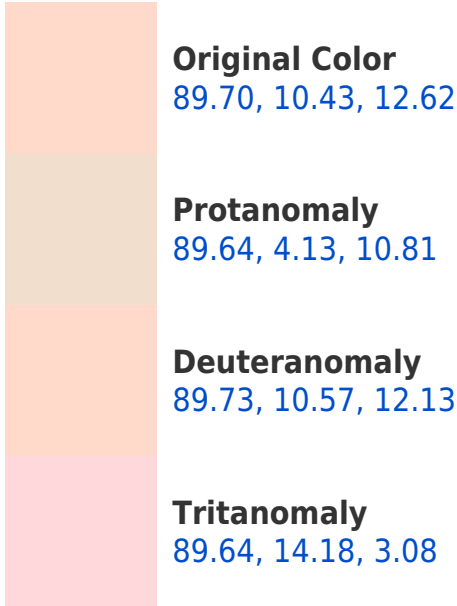 Original Color
89.70, 10.43, 12.62
Protanomaly
89.64, 4.13, 10.81
Deuteranomaly
89.73, 10.57, 12.13
Tritanomaly
89.64, 14.18, 3.08